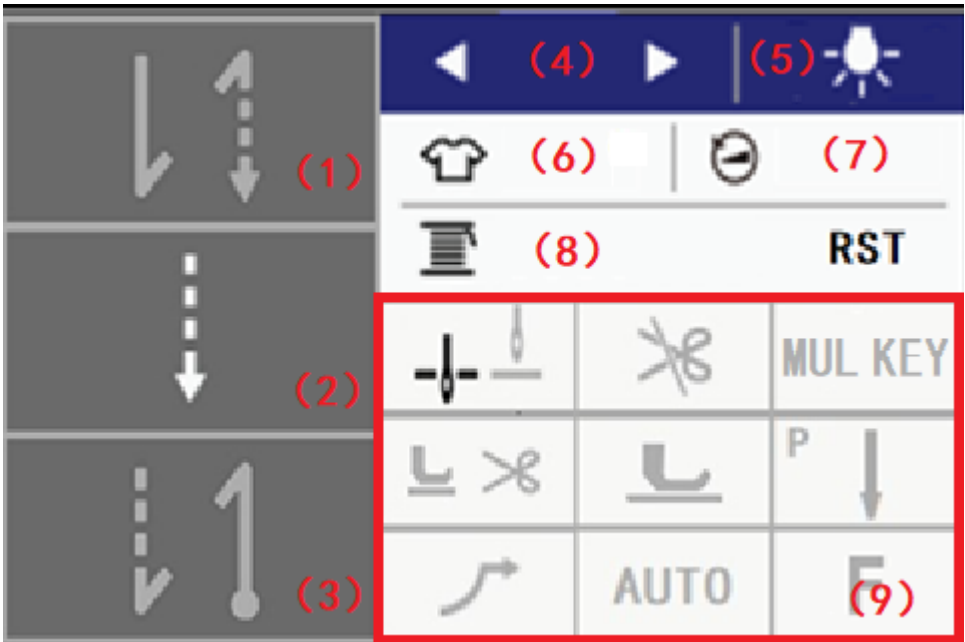 (4) (5)
(1) (6) (7)
(8) RST
(2) MUL KEY
P
(3) AUTO F (9)